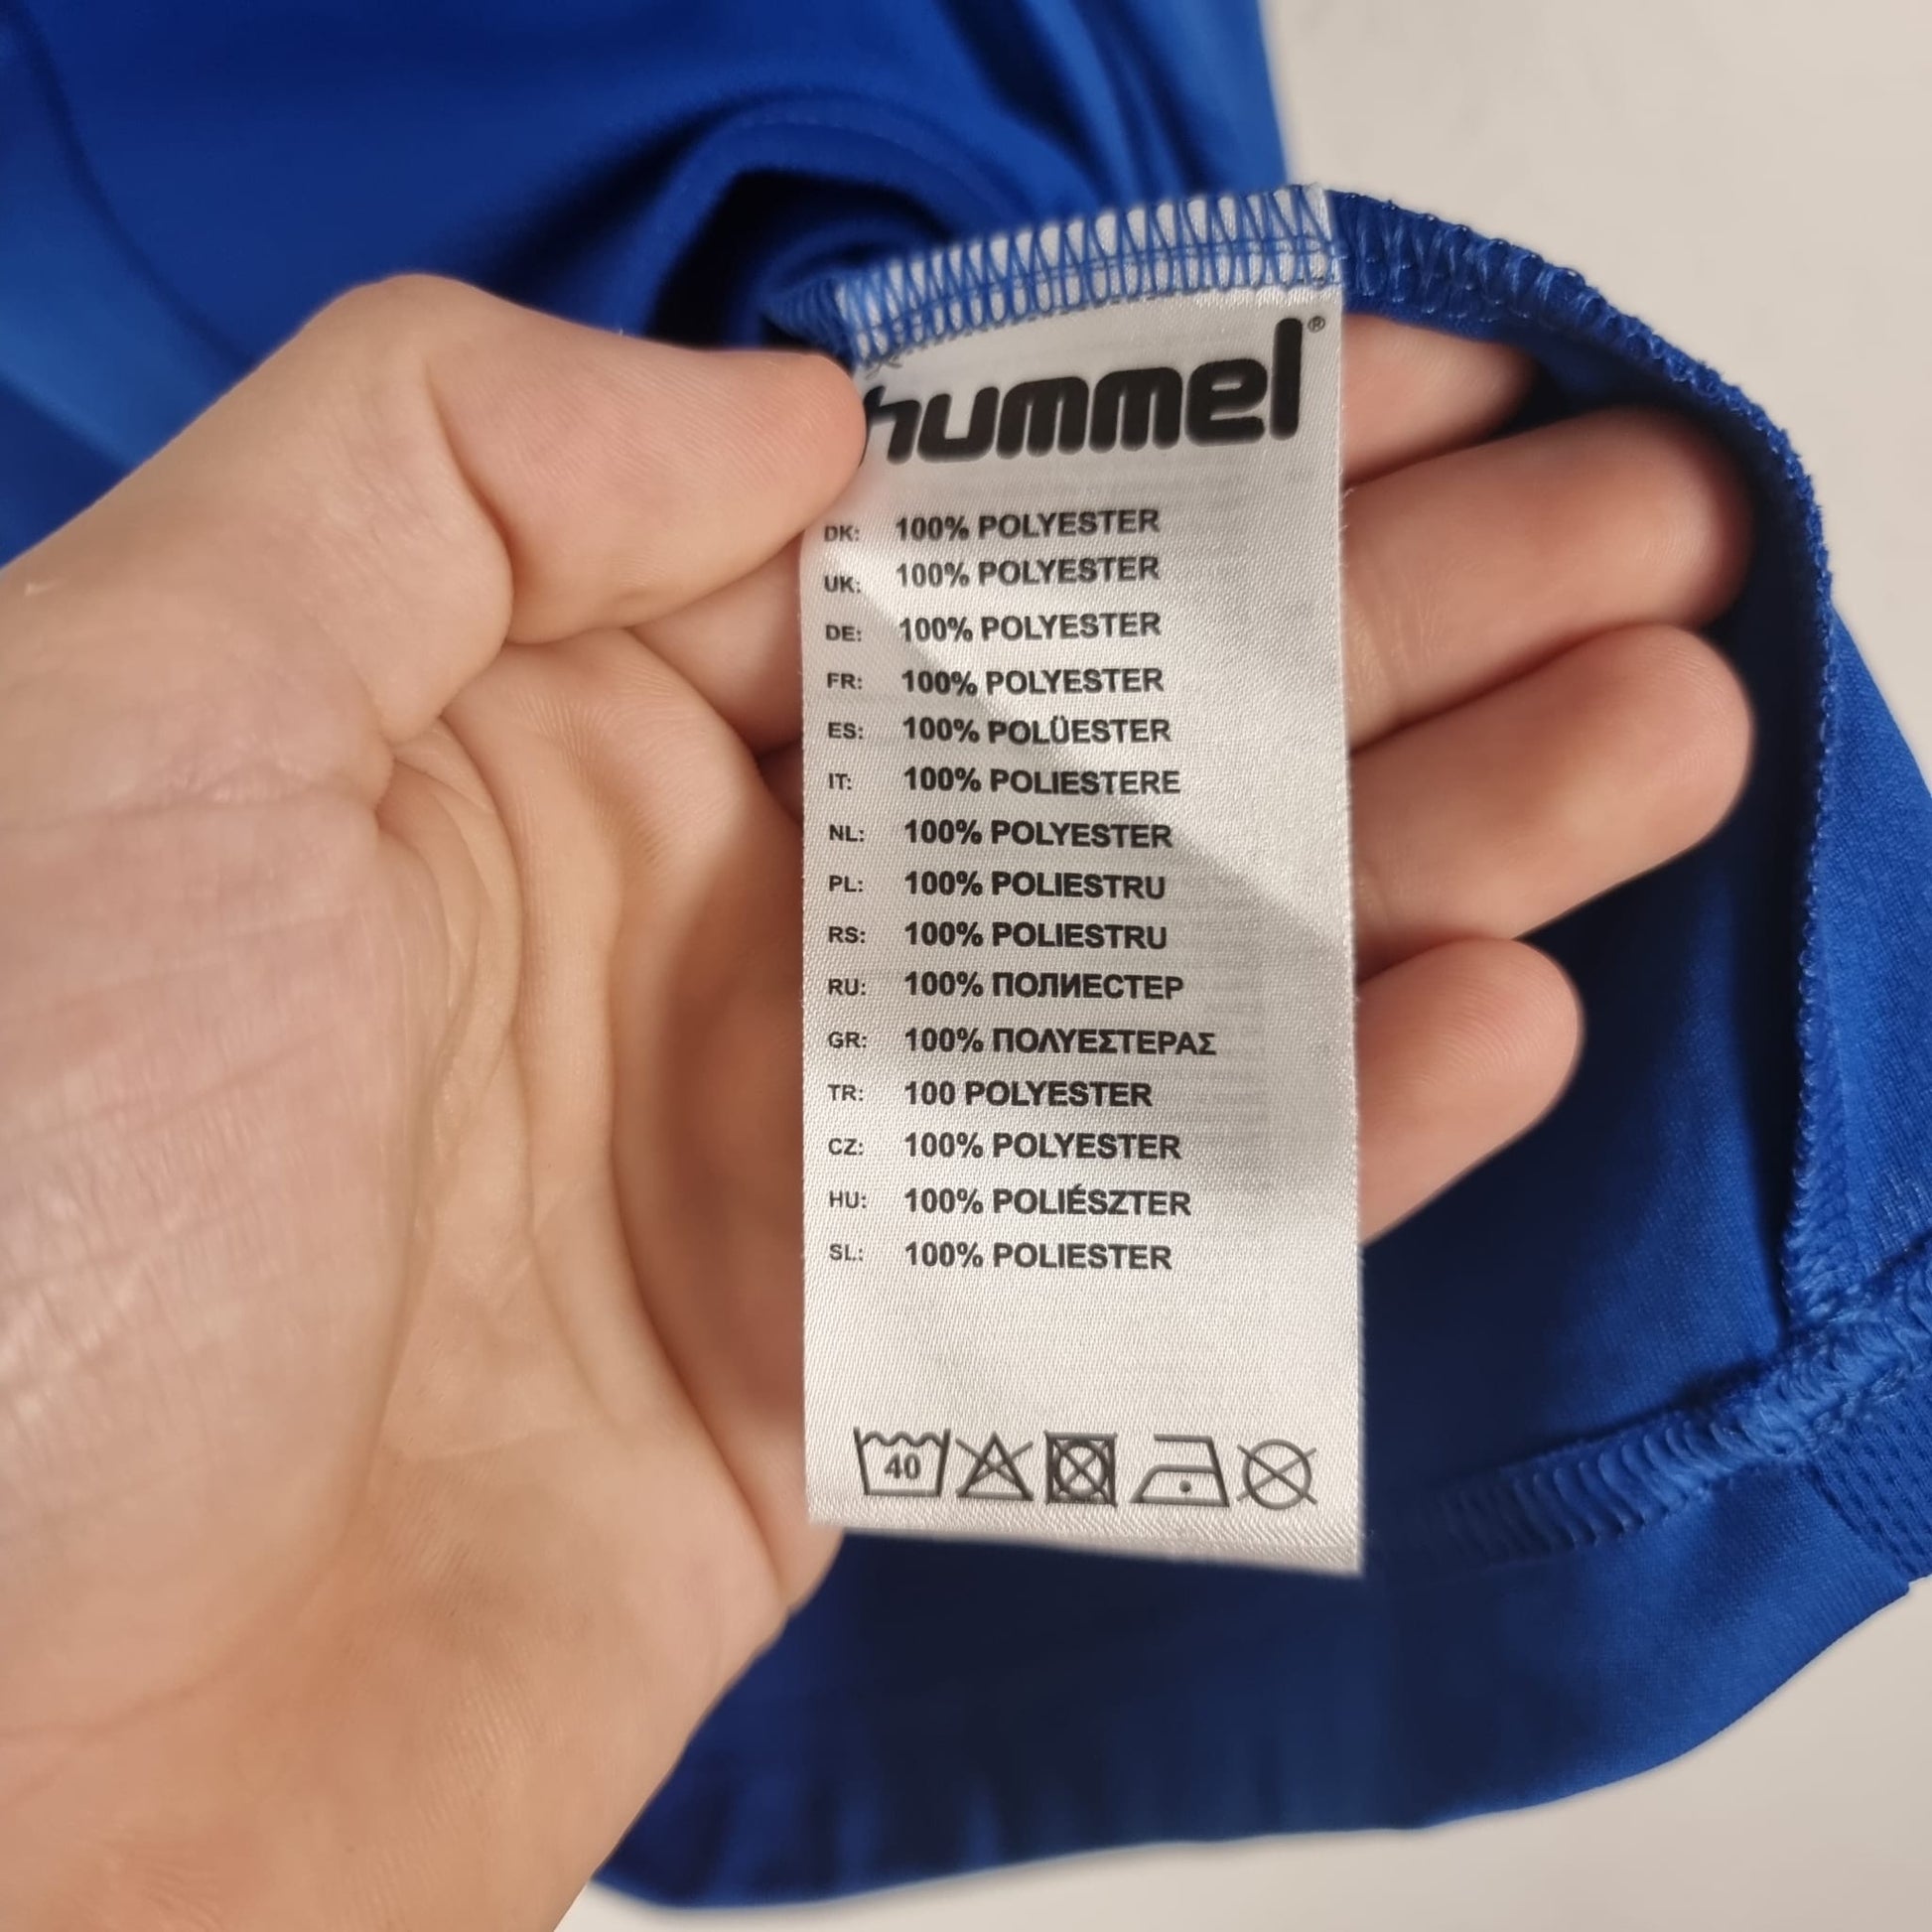 hummel®
DK: 100% POLYESTER
UK: 100% POLYESTER
DE: 100% POLYESTER
FR: 100% POLYESTER
ES: 100% POLÜESTER
IT: 100% POLIESTERE
NL: 100% POLYESTER
PL: 100% POLIESTRU
RS: 100% POLIESTRU
RU: 100% ПОЛИЕСТЕР
GR: 100% ΠΟΛΥΕΣΤΕΡΑΣ
TR: 100 POLYESTER
CZ: 100% POLYESTER
HU: 100% POLIÉSZTER
SL: 100% POLIESTER
40